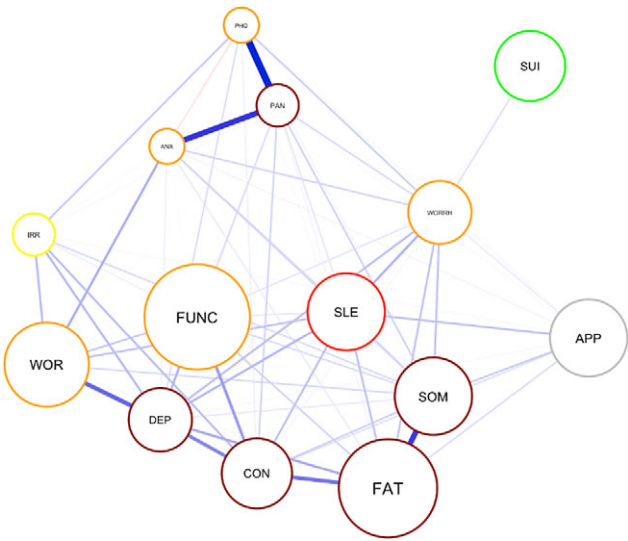 PHO
SUI
PAN
ANX
WORRH
IRR
FUNC
SLE
APP
WOR
SOM
DEP
CON
FAT